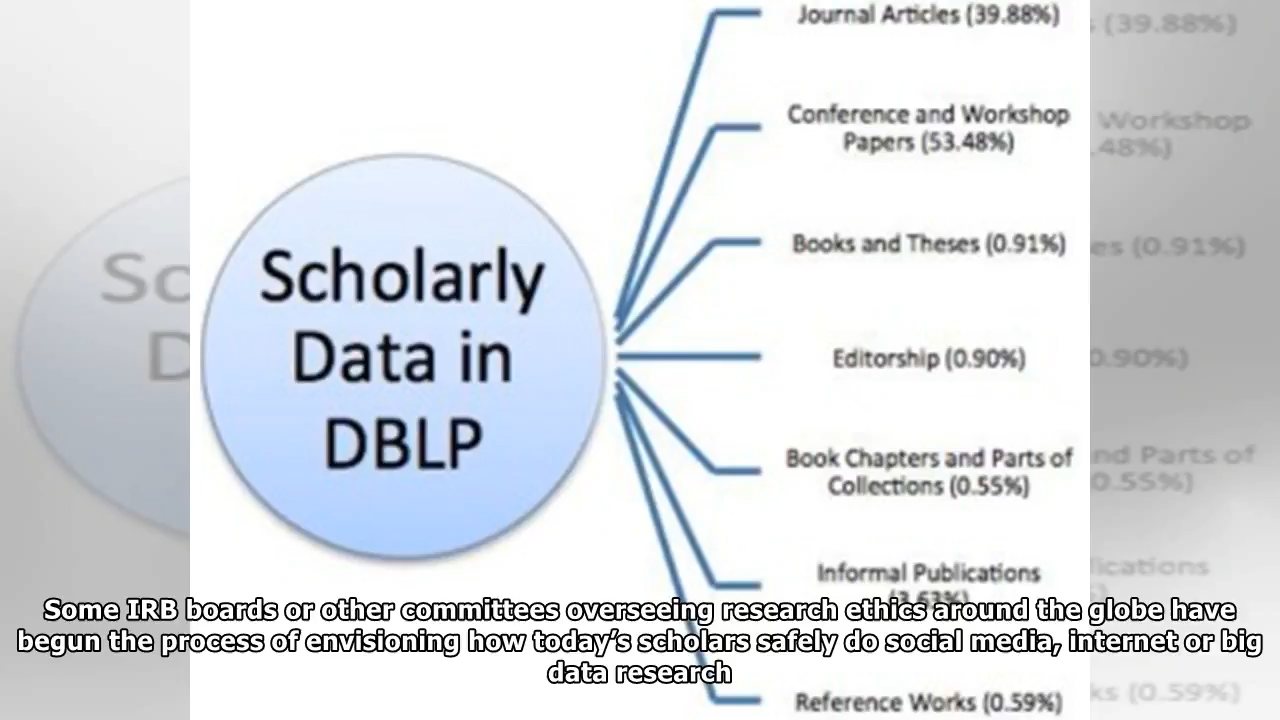 Journal Articles (39.88%)
Conference and Workshop
Papers (53.48%)
Books and Theses (0.91%)
Scholarly
Data in
DBLP
Editorship (0.90%)
Book Chapters and Parts of
Collections (0.55%)
Informal Publications
(3.63%)
Some IRB boards or other committees overseeing research ethics around the globe have
begun the process of envisioning how today’s scholars safely do social media, internet or big
data research
Reference Works (0.59%)